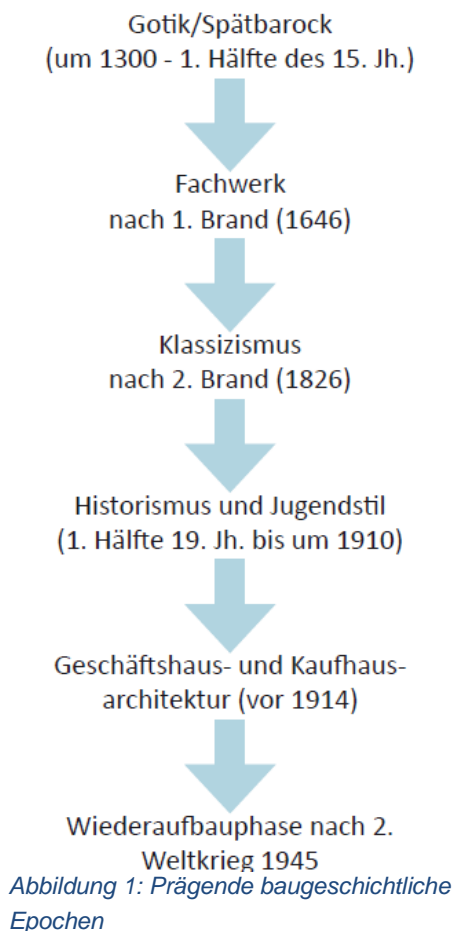 Gotik/Spätbarock
(um 1300 - 1. Hälfte des 15. Jh.)
Fachwerk
nach 1. Brand (1646)
Klassizismus
nach 2. Brand (1826)
Historismus und Jugendstil
(1. Hälfte 19. Jh. bis um 1910)
Geschäftshaus- und Kaufhaus-
architektur (vor 1914)
Wiederaufbauphase nach 2.
Weltkrieg 1945
Abbildung 1: Prägende baugeschichtliche
Epochen